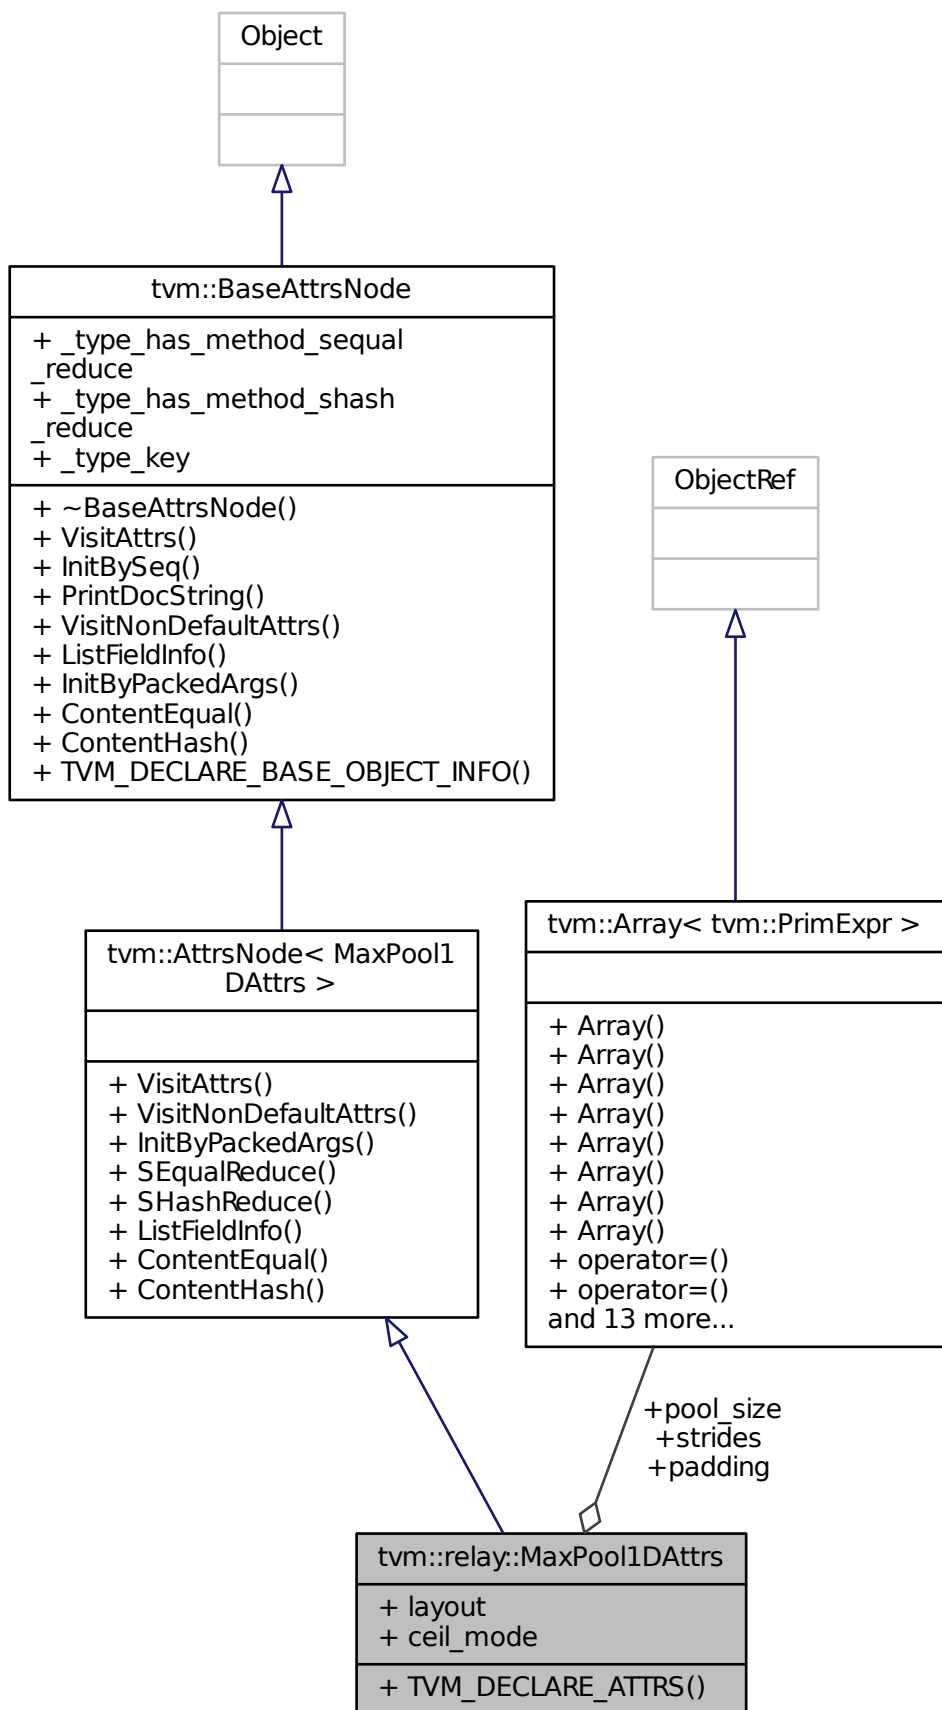 Object
tvm::BaseAttrsNode
+ _type_has_method_sequal
_reduce
+ _type_has_method_shash
_reduce
+ _type_key
+ ~BaseAttrsNode()
+ VisitAttrs()
+ InitBySeq()
+ PrintDocString()
+ VisitNonDefaultAttrs()
+ ListFieldInfo()
+ InitByPackedArgs()
+ ContentEqual()
+ ContentHash()
+ TVM_DECLARE_BASE_OBJECT_INFO()
ObjectRef
tvm::AttrsNode< MaxPool1
DAttrs >
+ VisitAttrs()
+ VisitNonDefaultAttrs()
+ InitByPackedArgs()
+ SEqualReduce()
+ SHashReduce()
+ ListFieldInfo()
+ ContentEqual()
+ ContentHash()
tvm::Array< tvm::PrimExpr >
+ Array()
+ Array()
+ Array()
+ Array()
+ Array()
+ Array()
+ Array()
+ Array()
+ operator=()
+ operator=()
and 13 more...
+pool_size
+strides
+padding
tvm::relay::MaxPool1DAttrs
+ layout
+ ceil_mode
+ TVM_DECLARE_ATTRS()